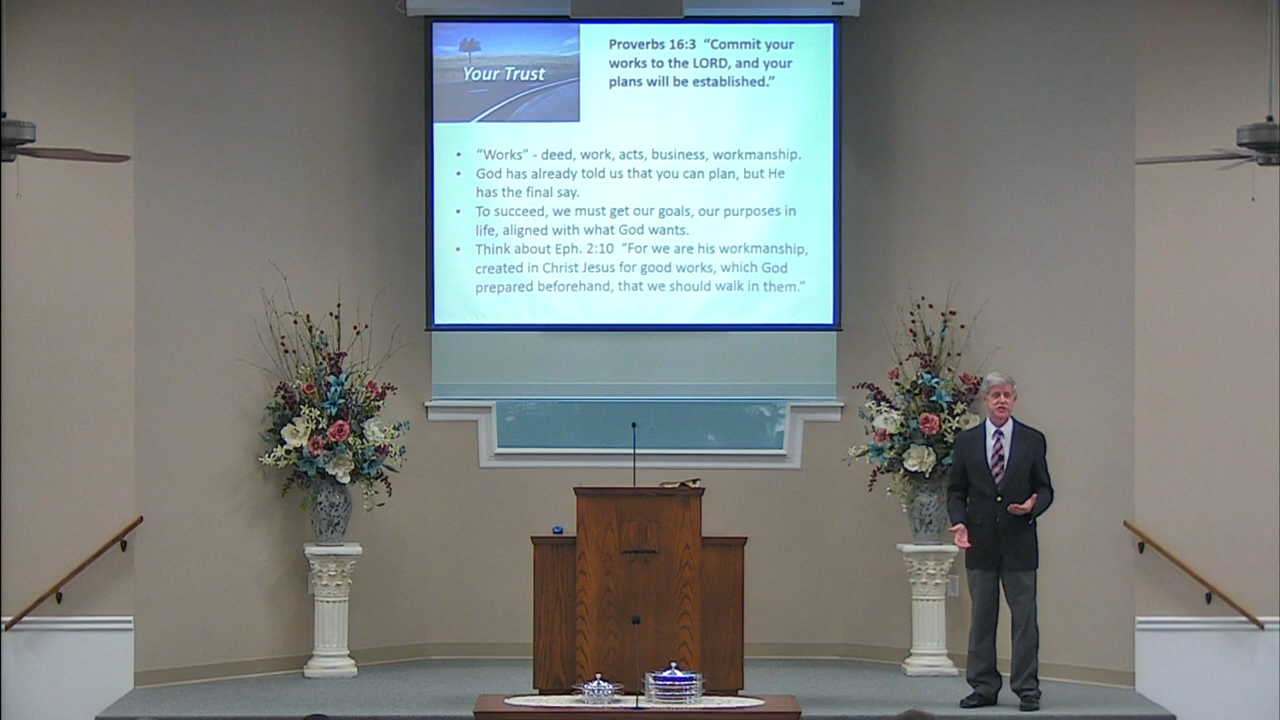 Your Trust
Proverbs 16:3 “Commit your
works to the LORD, and your
plans will be established.”
• “Works” - deed, work, acts, business, workmanship.
• God has already told us that you can plan, but He
has the final say.
• To succeed, we must get our goals, our purposes in
life, aligned with what God wants.
• Think about Eph. 2:10 “For we are his workmanship,
created in Christ Jesus for good works, which God
prepared beforehand, that we should walk in them.”